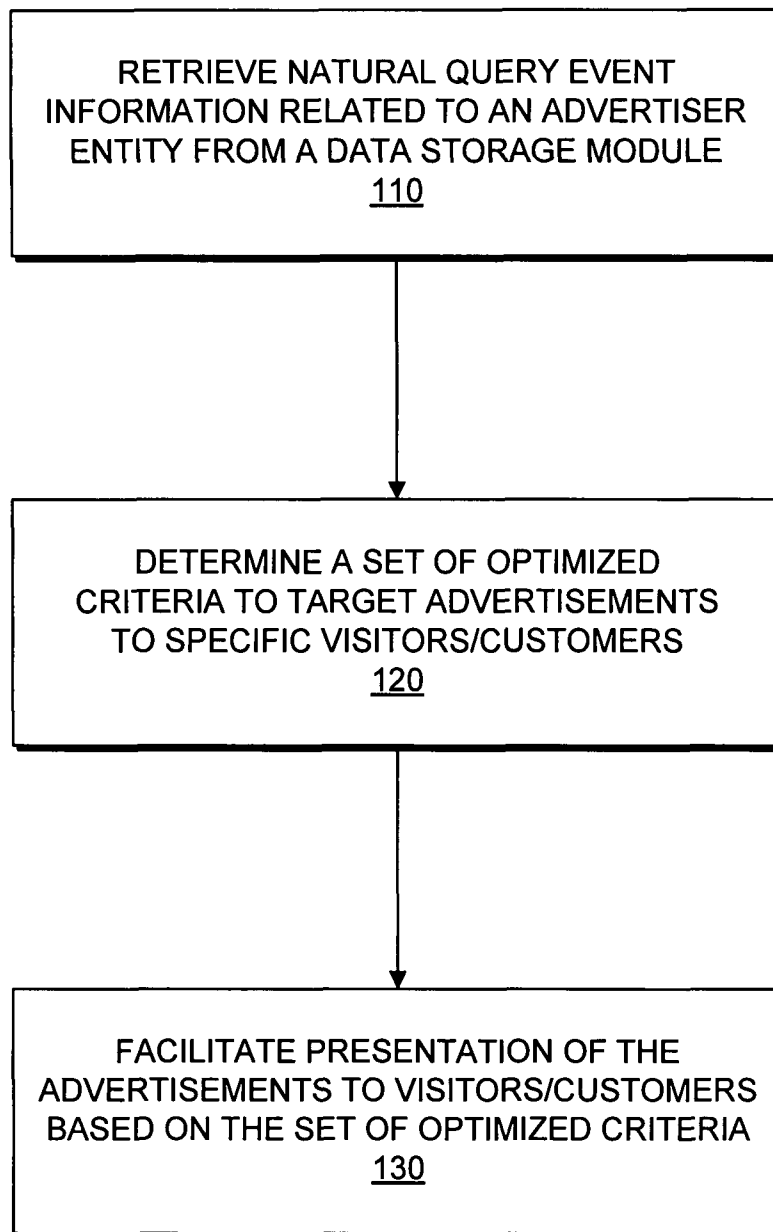 RETRIEVE NATURAL QUERY EVENT
INFORMATION RELATED TO AN ADVERTISER
ENTITY FROM A DATA STORAGE MODULE
110
DETERMINE A SET OF OPTIMIZED
CRITERIA TO TARGET ADVERTISEMENTS
TO SPECIFIC VISITORS/CUSTOMERS
120
FACILITATE PRESENTATION OF THE
ADVERTISEMENTS TO VISITORS/CUSTOMERS
BASED ON THE SET OF OPTIMIZED CRITERIA
130